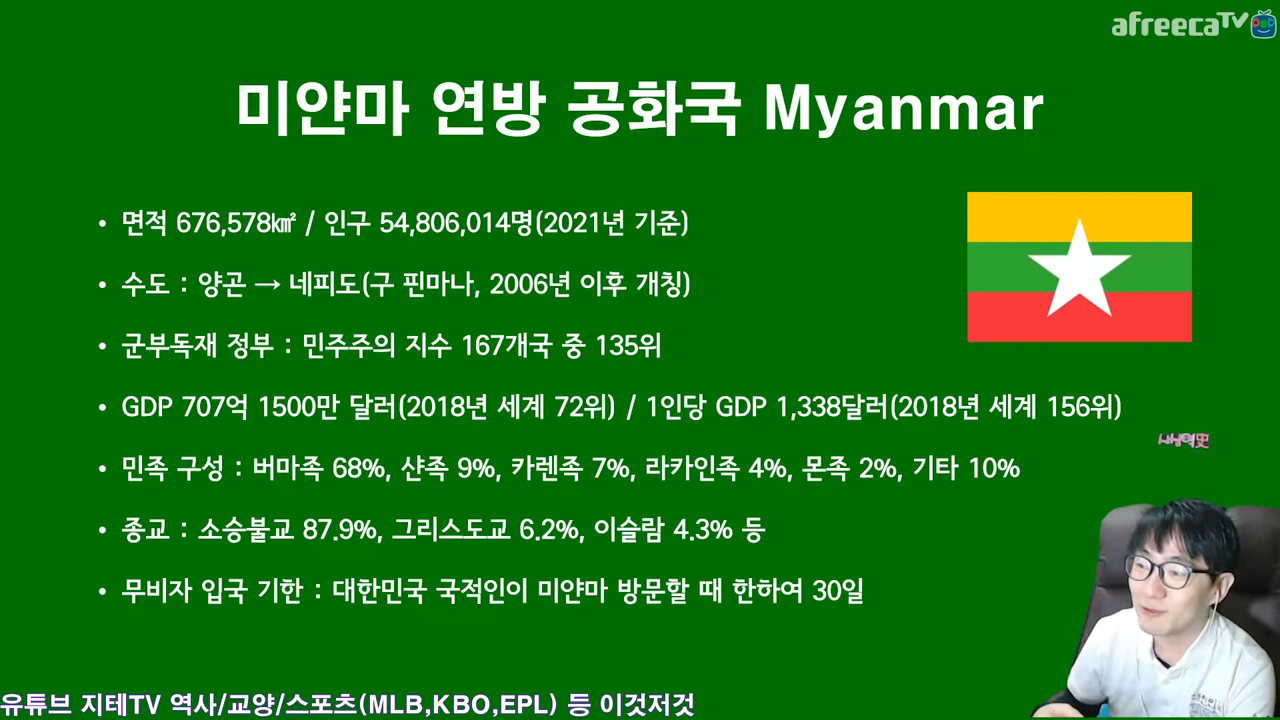 afreecaTV
미얀마 연방 공화국 Myanmar
• 면적 676,578㎢ / 인구 54,806,014명(2021년 기준)
• 수도 : 양곤 → 네피도(구 핀마나, 2006년 이후 개칭)
• 군부독재 정부 : 민주주의 지수 167개국 중 135위
• GDP 707억 1500만 달러(2018년 세계 72위) / 1인당 GDP 1,338달러(2018년 세계 156위)
• 민족 구성 : 버마족 68%, 샨족 9%, 카렌족 7%, 라카인족 4%, 몬족 2%, 기타 10%
• 종교 : 소승불교 87.9%, 그리스도교 6.2%, 이슬람 4.3% 등
• 무비자 입국 기한 : 대한민국 국적인이 미얀마 방문할 때 한하여 30일
유튜브 지테TV 역사/교양/스포츠(MLB,KBO,EPL) 등 이것저것